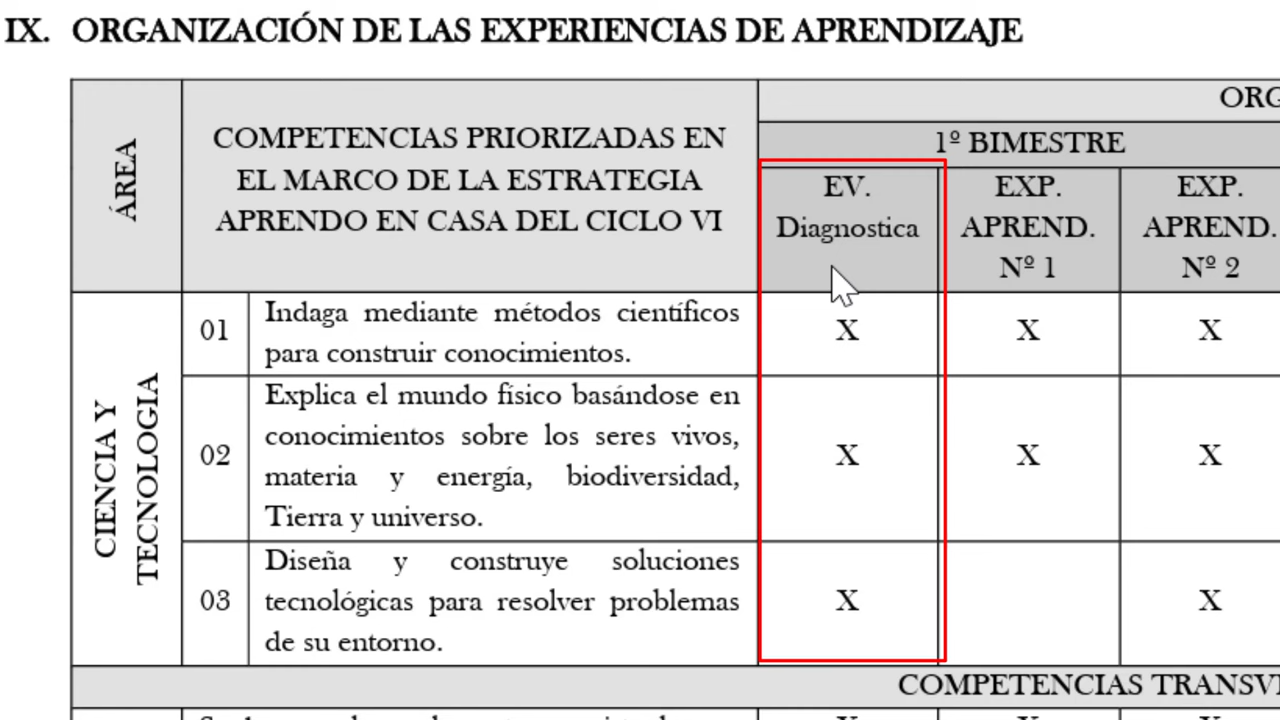 IX. ORGANIZACIÓN DE LAS EXPERIENCIAS DE APRENDIZAJE
ÁREA
COMPETENCIAS PRIORIZADAS EN
EL MARCO DE LA ESTRATEGIA
APRENDO EN CASA DEL CICLO VI
1º BIMESTRE
EV.
Diagnostica
EXP.
APREND.
Nº 1
EXP.
APREND.
Nº 2
CIENCIA Y
TECNOLOGIA
01
Indaga mediante métodos científicos
para construir conocimientos.
X X X
02
Explica el mundo físico basándose en
conocimientos sobre los seres vivos,
materia y energía, biodiversidad,
Tierra y universo.
X X X
03
Diseña y construye soluciones
tecnológicas para resolver problemas
de su entorno.
X X
COMPETENCIAS